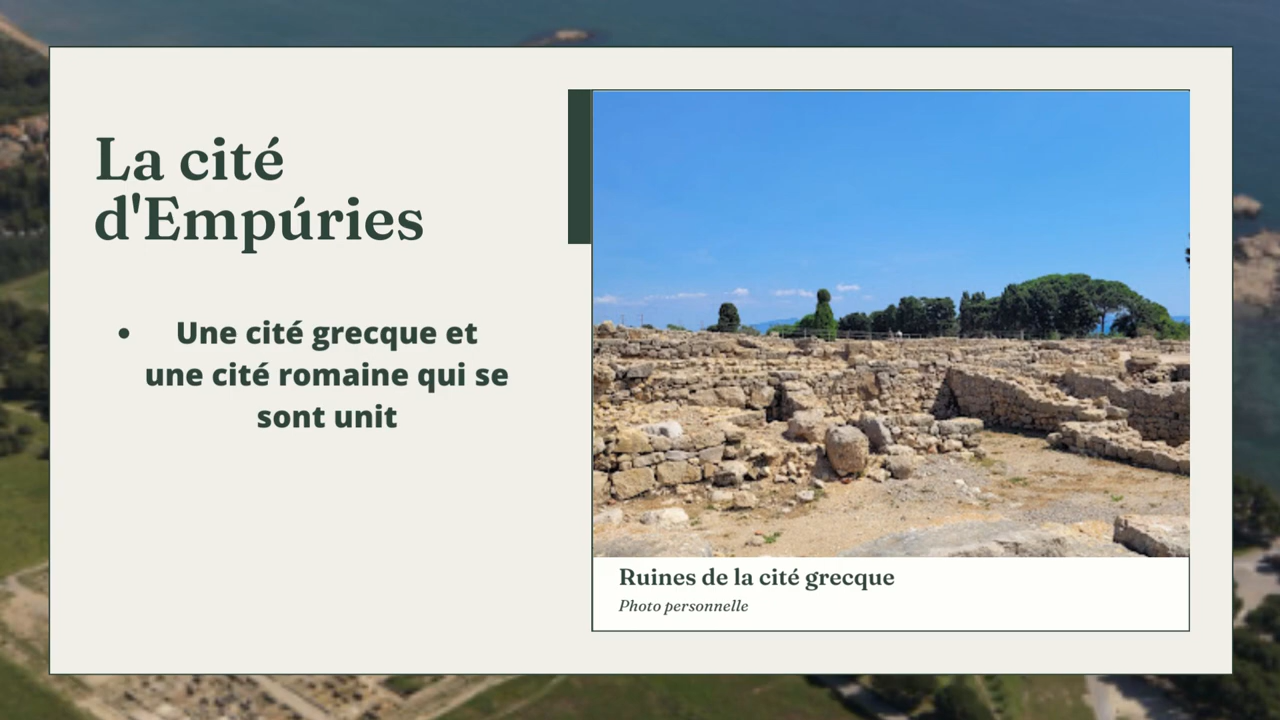 La cité
d'Empúries
• Une cité grecque et
une cité romaine qui se
sont unit
Ruines de la cité grecque
Photo personnelle